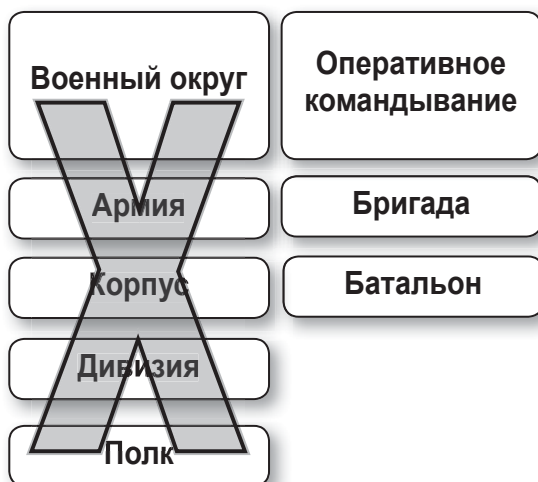 Военный округ
Оперативное
командывание
Армия
Бригада
Корпус
Батальон
Дивизия
Полк